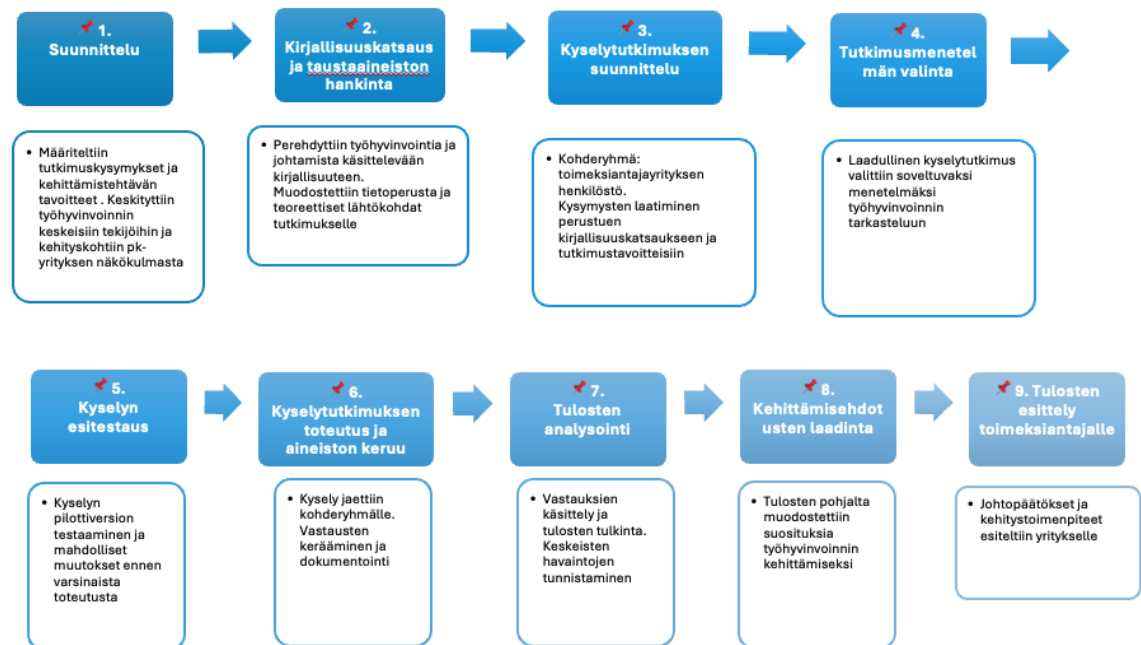 1.
Suunnittelu
2.
Kirjallisuuskatsaus
ja taustaaineiston
hankinta
3.
Kyselytutkimuksen
suunnittelu
4.
Tutkimusmenetel
män valinta
• Määriteltiin
tutkimuskysymykset ja
kehittämistehtävän
tavoitteet . Keskityttiin
työhyvinvoinnin
keskeisiin tekijöihin ja
kehityskohtiin pk-
yrityksen näkökulmasta
• Perehdyttiin työhyvinvointia ja
johtamista käsittelevään
kirjallisuuteen.
Muodostettiin tietoperusta ja
teoreettiset lähtökohdat
tutkimukselle
• Kohderyhmä:
toimeksiantajayrityksen
henkilöstö.
Kysymysten laatiminen
perustuen
kirjallisuuskatsaukseen ja
tutkimustavoitteisiin
• Laadullinen kyselytutkimus
valittiin soveltuvaksi
menetelmäksi
työhyvinvoinnin
tarkasteluun
5.
Kyselyn
esitestaus
6.
Kyselytutkimuksen
toteutus ja
aineiston keruu
7.
Tulosten
analysointi
8.
Kehittämisehdot
usten laadinta
9. Tulosten
esittely
toimeksiantajalle
• Kyselyn
pilottiversion
testaaminen ja
mahdolliset
muutokset ennen
varsinaista
toteutusta
• Kysely jaettiin
kohderyhmälle.
Vastausten
kerääminen ja
dokumentointi
• Vastauksien
käsittely ja
tulosten tulkinta.
Keskeisten
havaintojen
tunnistaminen
• Tulosten pohjalta
muodostettiin
suosituksia
työhyvinvoinnin
kehittämiseksi
• Johtopäätökset ja
kehitystoimenpiteet
esiteltiin yritykselle